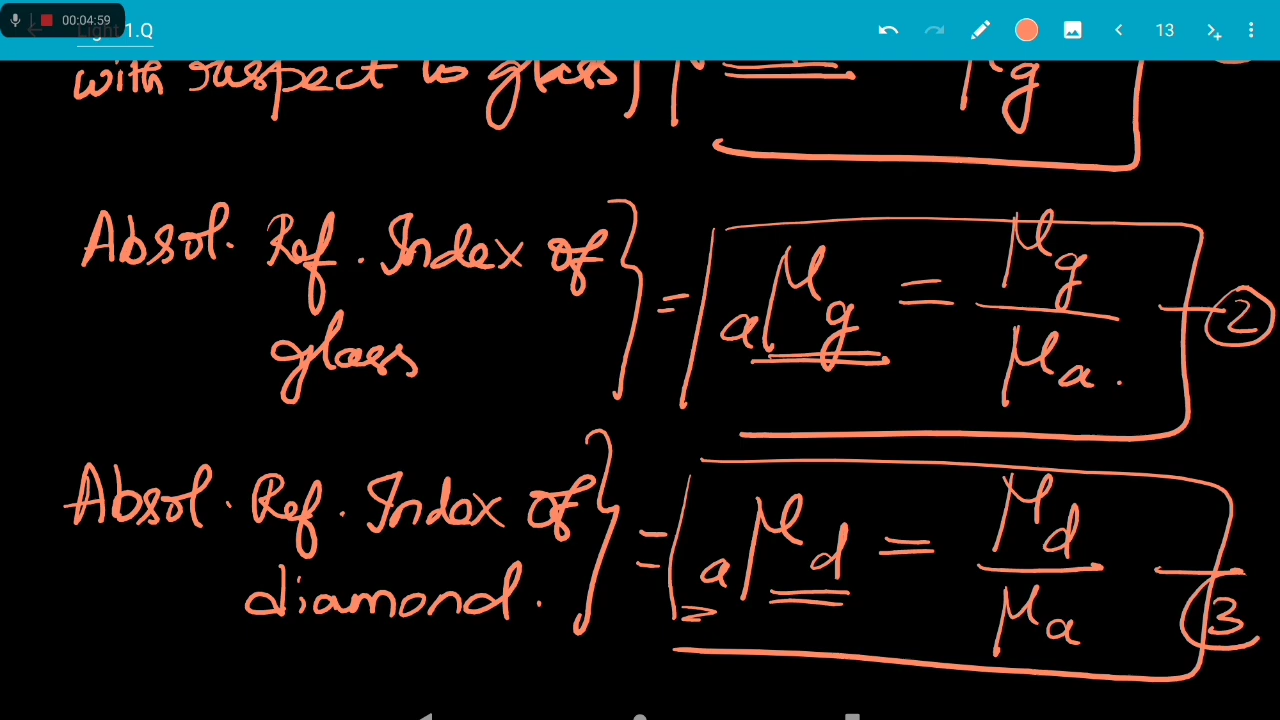 00:04:59
Light 1.Q
13
with respect to glass} μg
Absol. Ref. Index of
glass
} = aμg = μg / μa. — ②
Absol. Ref. Index of
diamond.
} = aμd = μd / μa — ③